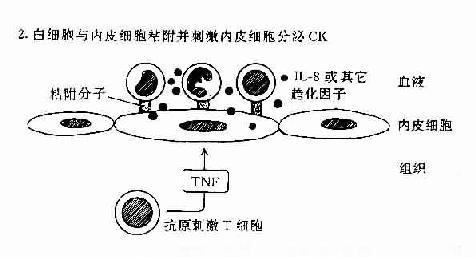 2. 白细胞与内皮细胞粘附并刺激内皮细胞分泌CK
IL-8 或其它
趋化因子
血液
粘附分子
内皮细胞
组织
TNF
抗原刺激T细胞